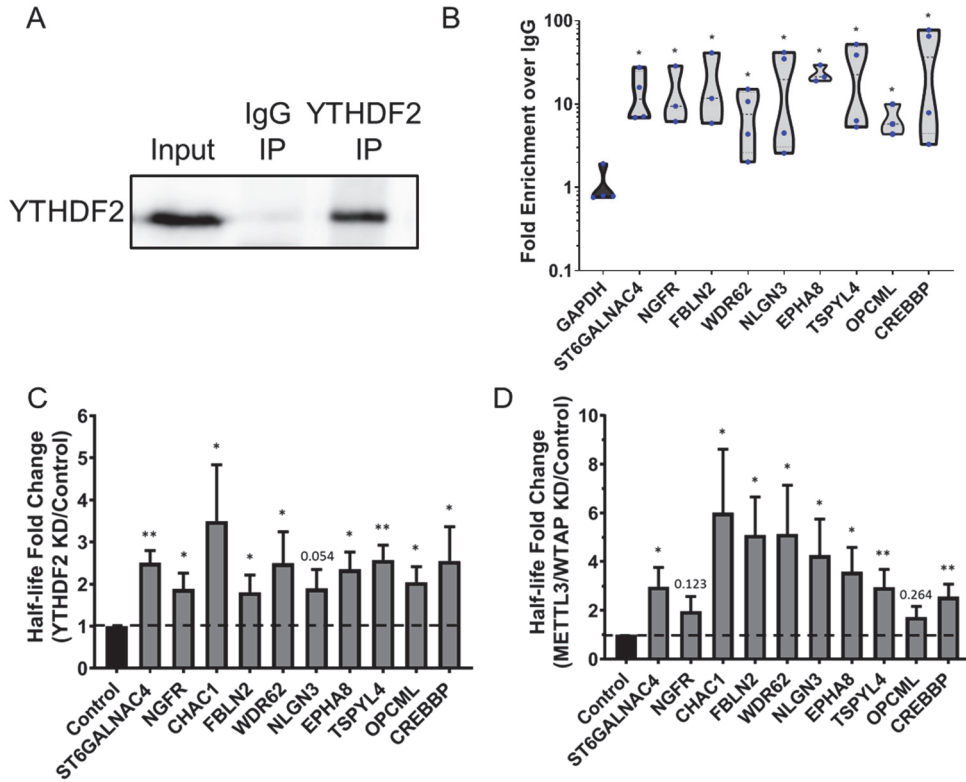 A
Input
IgG
IP
YTHDF2
IP
YTHDF2
B
Fold Enrichment over IgG
100
10
1
0.1
* * * * * * * * *
GAPDH
ST6GALNAC4
NGFR
FBLN2
WDR62
NLGN3
EPHA8
TSPYL4
OPCML
CREBBP
C
Half-life Fold Change
(YTHDF2 KD/Control)
6
5
4
3
2
1
0
** * * * * 0.054 * ** * *
Control
ST6GALNAC4
NGFR
CHAC1
FBLN2
WDR62
NLGN3
EPHA8
TSPYL4
OPCML
CREBBP
D
Half-life Fold Change
(METTL3/WTAP KD/Control)
10
8
6
4
2
0
* 0.123 * * * * * ** 0.264 **
Control
ST6GALNAC4
NGFR
CHAC1
FBLN2
WDR62
NLGN3
EPHA8
TSPYL4
OPCML
CREBBP